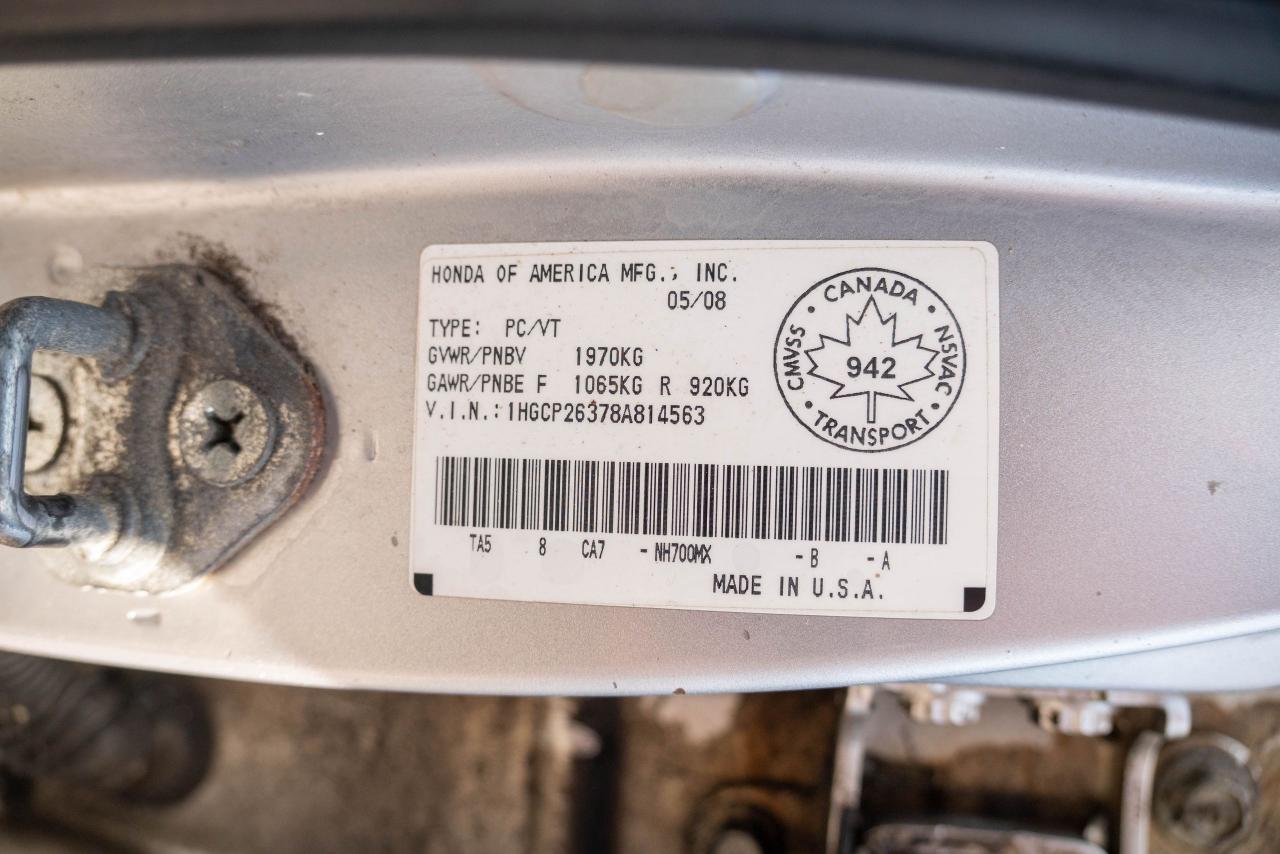 HONDA OF AMERICA MFG., INC.
05/08
TYPE: PC/VT
GVWR/PNBV 1970KG
GAWR/PNBE F 1065KG R 920KG
V.I.N.: 1HGCP26378A814563
CANADA
CMVSS
942
NSVAC
TRANSPORT
TA5 8 CA7 -NH700MX -B -A
MADE IN U.S.A.